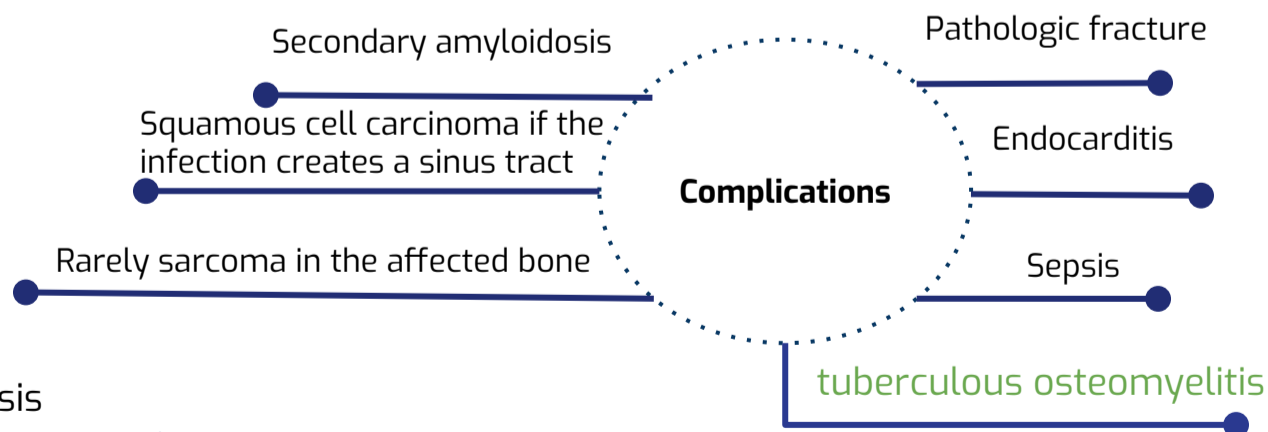 Secondary amyloidosis
Squamous cell carcinoma if the
infection creates a sinus tract
Rarely sarcoma in the affected bone
Complications
Pathologic fracture
Endocarditis
Sepsis
tuberculous osteomyelitis
sis